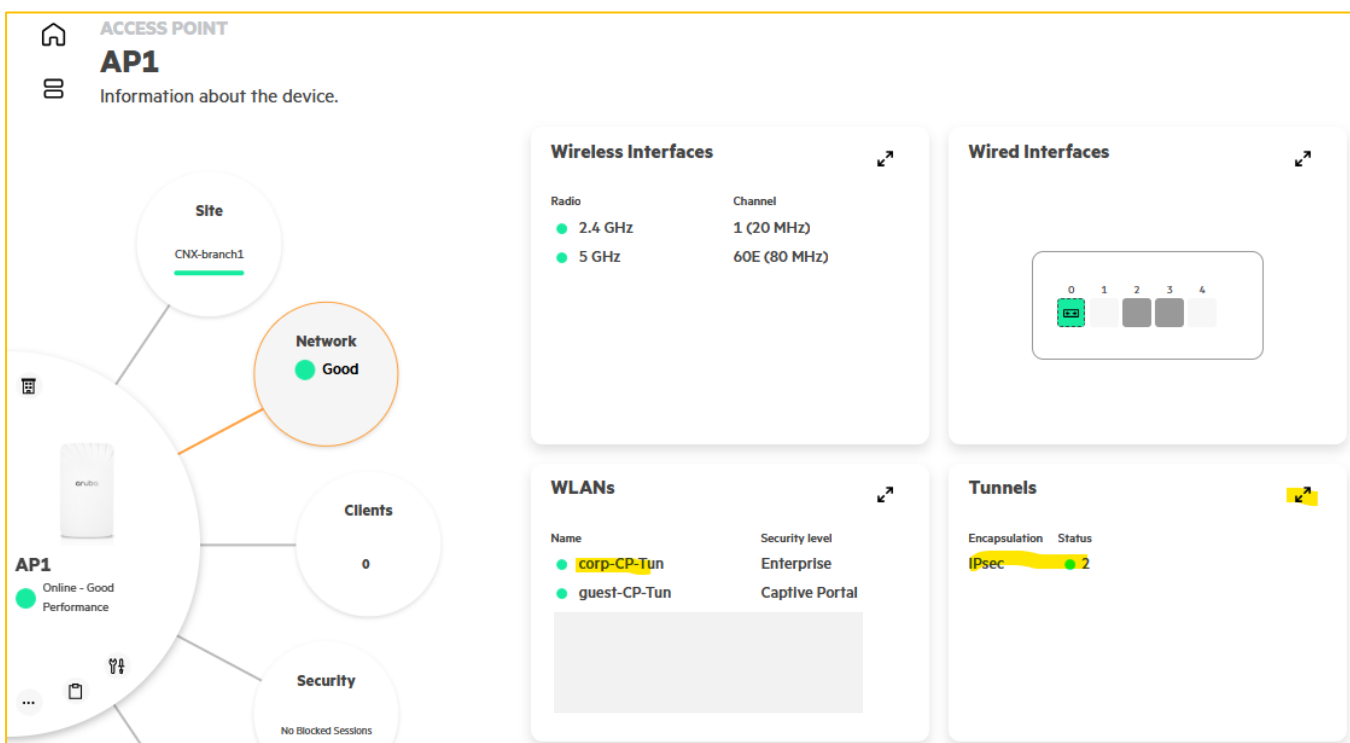 ACCESS POINT
AP1
Information about the device.
Site
CNX-branch1
Network
Good
Clients
0
Security
No Blocked Sessions
aruba
AP1
Online - Good
Performance
...
Wireless Interfaces
Radio Channel
2.4 GHz 1 (20 MHz)
5 GHz 60E (80 MHz)
Wired Interfaces
0 1 2 3 4
WLANs
Name Security level
corp-CP-Tun Enterprise
guest-CP-Tun Captive Portal
Tunnels
Encapsulation Status
IPsec 2